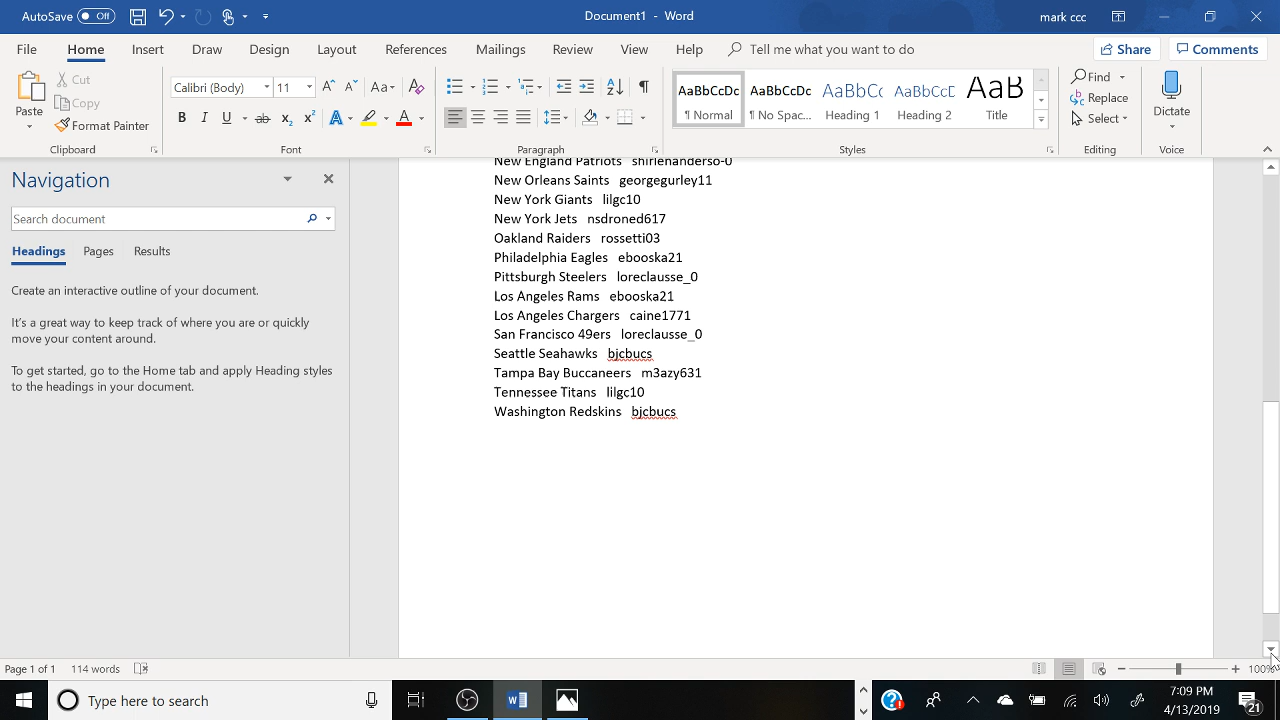 AutoSave Off Document1 - Word mark ccc
File Home Insert Draw Design Layout References Mailings Review View Help Tell me what you want to do Share Comments
Paste Cut Copy Format Painter Clipboard
Calibri (Body) 11 Font
Paragraph
AaBbCcDc ¶ Normal AaBbCcDc ¶ No Spac... AaBbCc Heading 1 AaBbCcD Heading 2 AaB Title Styles
Find Replace Select Editing
Dictate Voice
Navigation
Search document
Headings Pages Results
Create an interactive outline of your document.
It's a great way to keep track of where you are or quickly
move your content around.
To get started, go to the Home tab and apply Heading styles
to the headings in your document.
New England Patriots shirlenanderso-0
New Orleans Saints georgegurley11
New York Giants lilgc10
New York Jets nsdroned617
Oakland Raiders rossetti03
Philadelphia Eagles ebooska21
Pittsburgh Steelers loreclausse_0
Los Angeles Rams ebooska21
Los Angeles Chargers caine1771
San Francisco 49ers loreclausse_0
Seattle Seahawks bjcbucs
Tampa Bay Buccaneers m3azy631
Tennessee Titans lilgc10
Washington Redskins bjcbucs
Page 1 of 1 114 words 100%
Type here to search 7:09 PM
4/13/2019 21